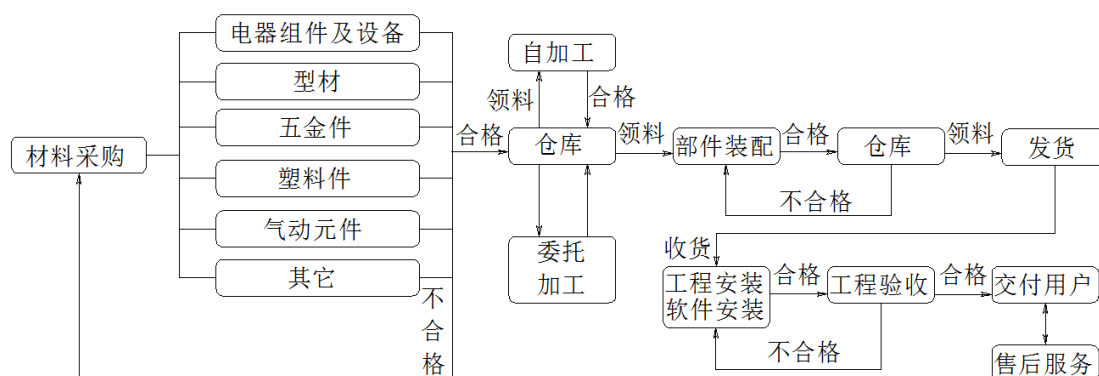 材料采购
电器组件及设备
型材
五金件
塑料件
气动元件
其它
不合格
合格
自加工
领料
合格
仓库
委托
加工
领料
部件装配
合格
仓库
领料
发货
不合格
收货
工程安装
软件安装
合格
工程验收
合格
交付用户
不合格
售后服务